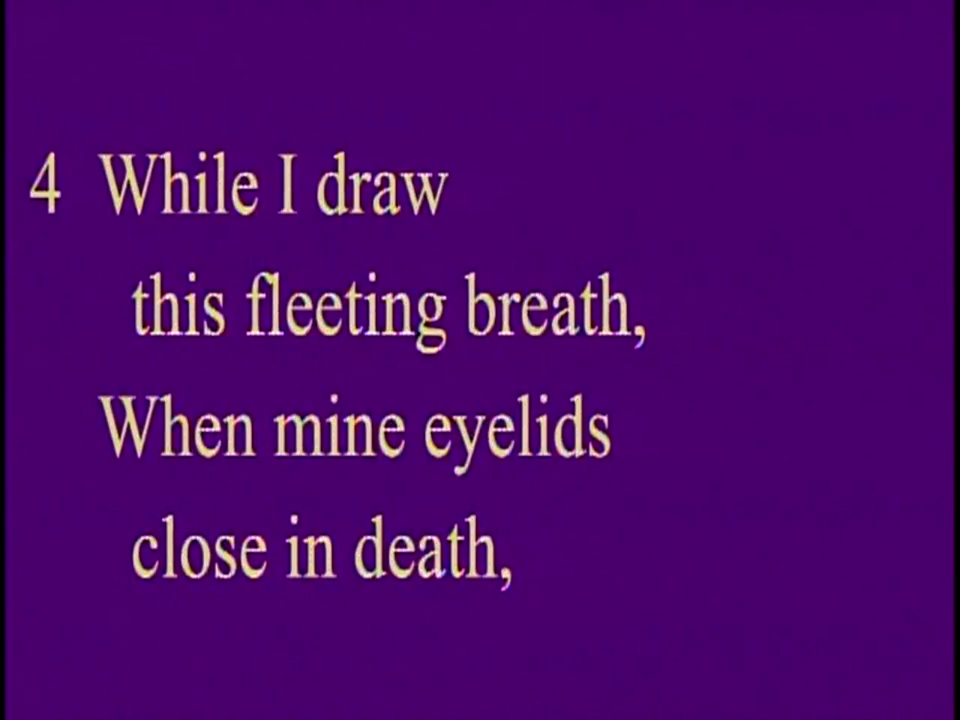 4 While I draw
this fleeting breath,
When mine eyelids
close in death,